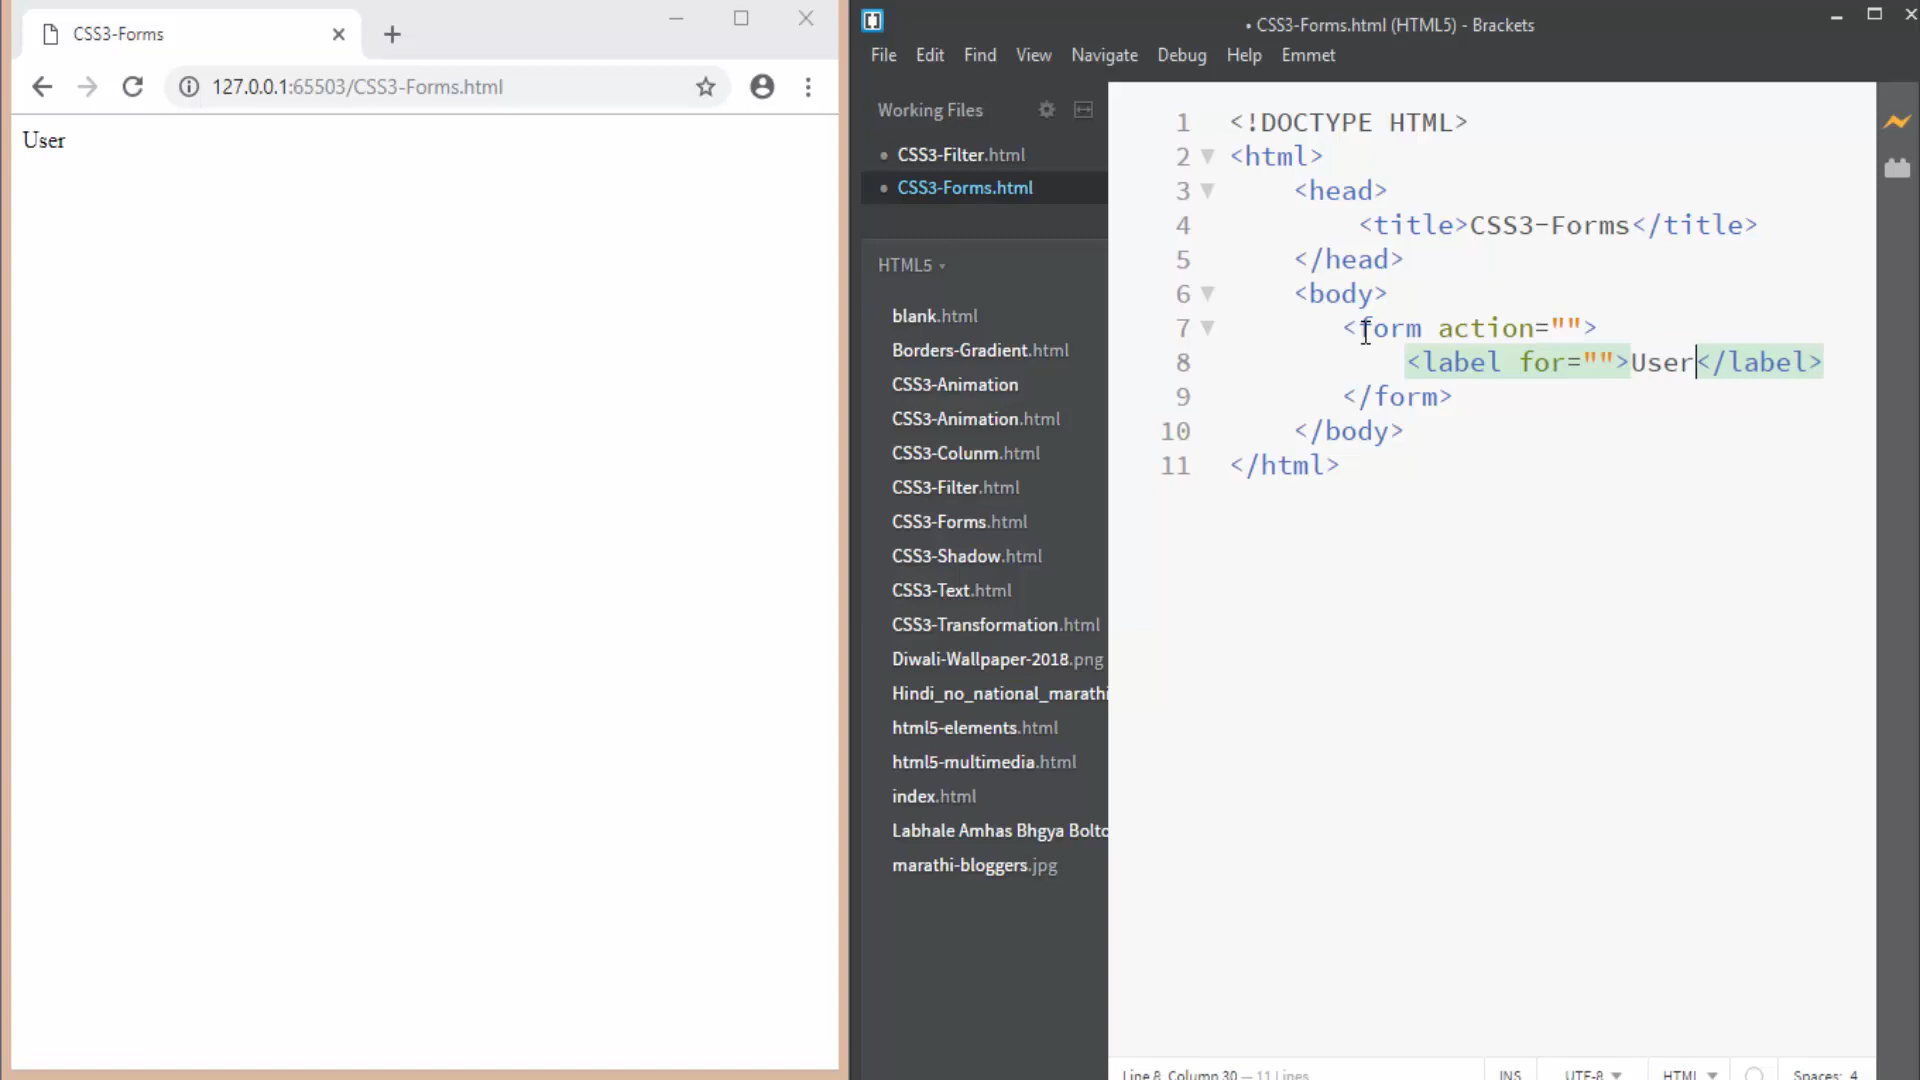 CSS3-Forms
127.0.0.1:65503/CSS3-Forms.html
User
• CSS3-Forms.html (HTML5) - Brackets
File Edit Find View Navigate Debug Help Emmet
Working Files
CSS3-Filter.html
CSS3-Forms.html
HTML5
blank.html
Borders-Gradient.html
CSS3-Animation
CSS3-Animation.html
CSS3-Colunm.html
CSS3-Filter.html
CSS3-Forms.html
CSS3-Shadow.html
CSS3-Text.html
CSS3-Transformation.html
Diwali-Wallpaper-2018.png
Hindi_no_national_marathi
html5-elements.html
html5-multimedia.html
index.html
Labhale Amhas Bhgya Bolto
marathi-bloggers.jpg
1 <!DOCTYPE HTML>
2 <html>
3 <head>
4 <title>CSS3-Forms</title>
5 </head>
6 <body>
7 <form action="">
8 <label for="">User</label>
9 </form>
10 </body>
11 </html>
Line 8, Column 30 — 11 Lines INS UTF-8 HTML Spaces: 4